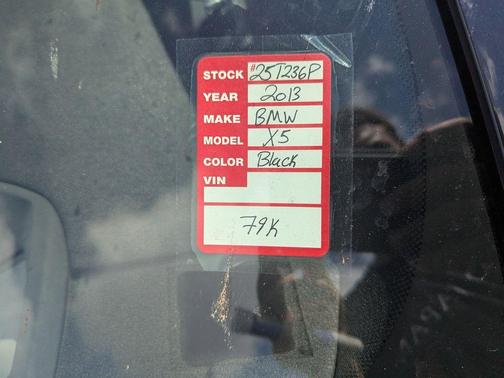 STOCK #25T236P
YEAR 2013
MAKE BMW
MODEL X5
COLOR Black
VIN
79K